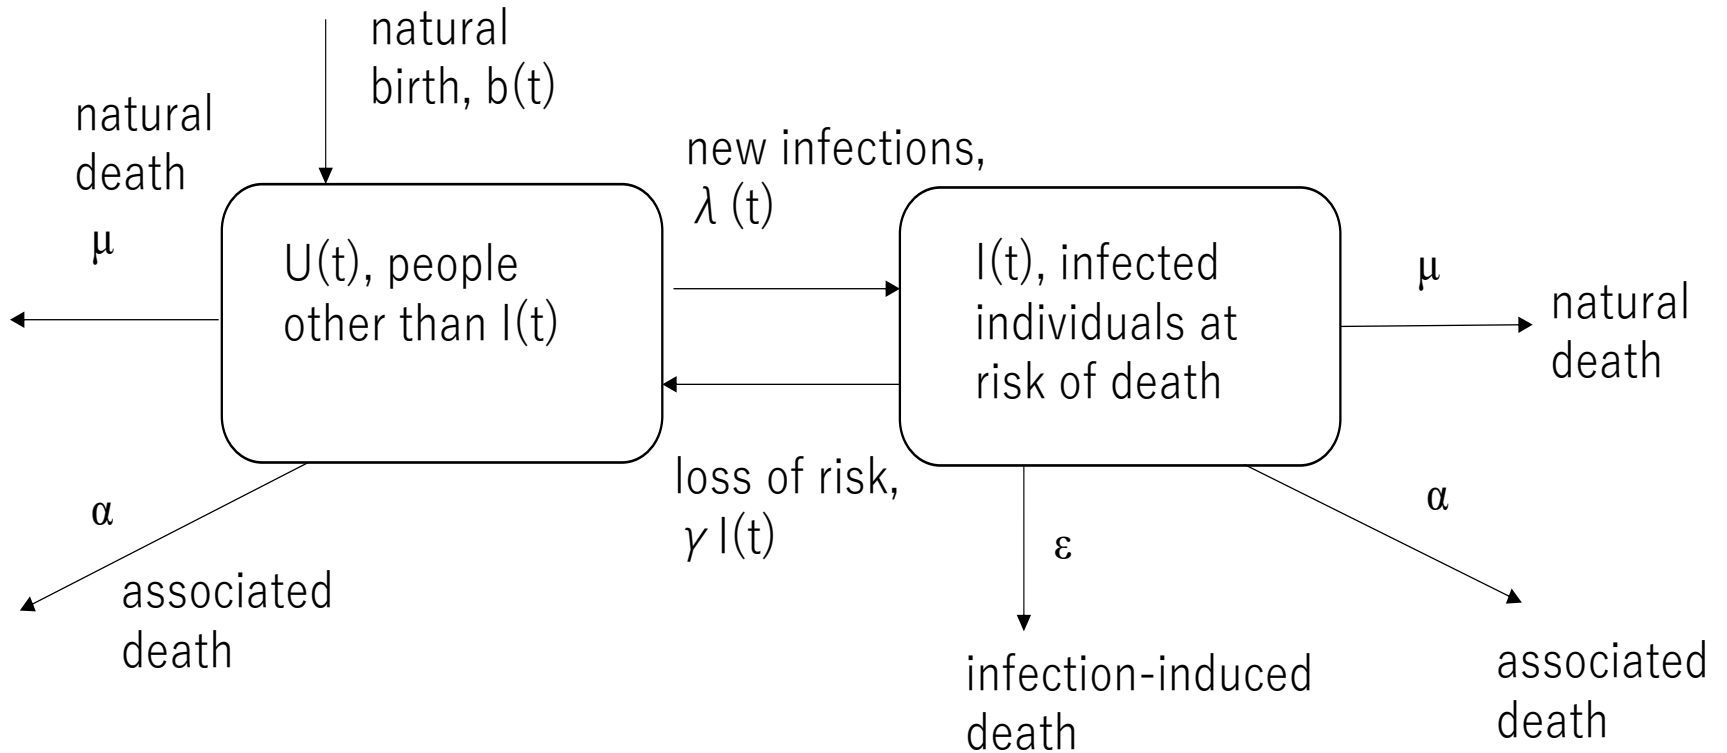 natural
birth, b(t)
natural
death
μ
new infections,
λ (t)
U(t), people
other than I(t)
I(t), infected
individuals at
risk of death
μ
natural
death
loss of risk,
γ I(t)
α
associated
death
ε
infection-induced
death
α
associated
death